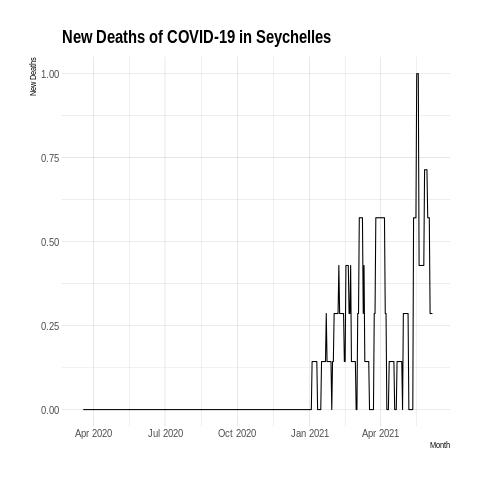 New Deaths of COVID-19 in Seychelles
New Deaths
1.00
0.75
0.50
0.25
0.00
Apr 2020 Jul 2020 Oct 2020 Jan 2021 Apr 2021
Month